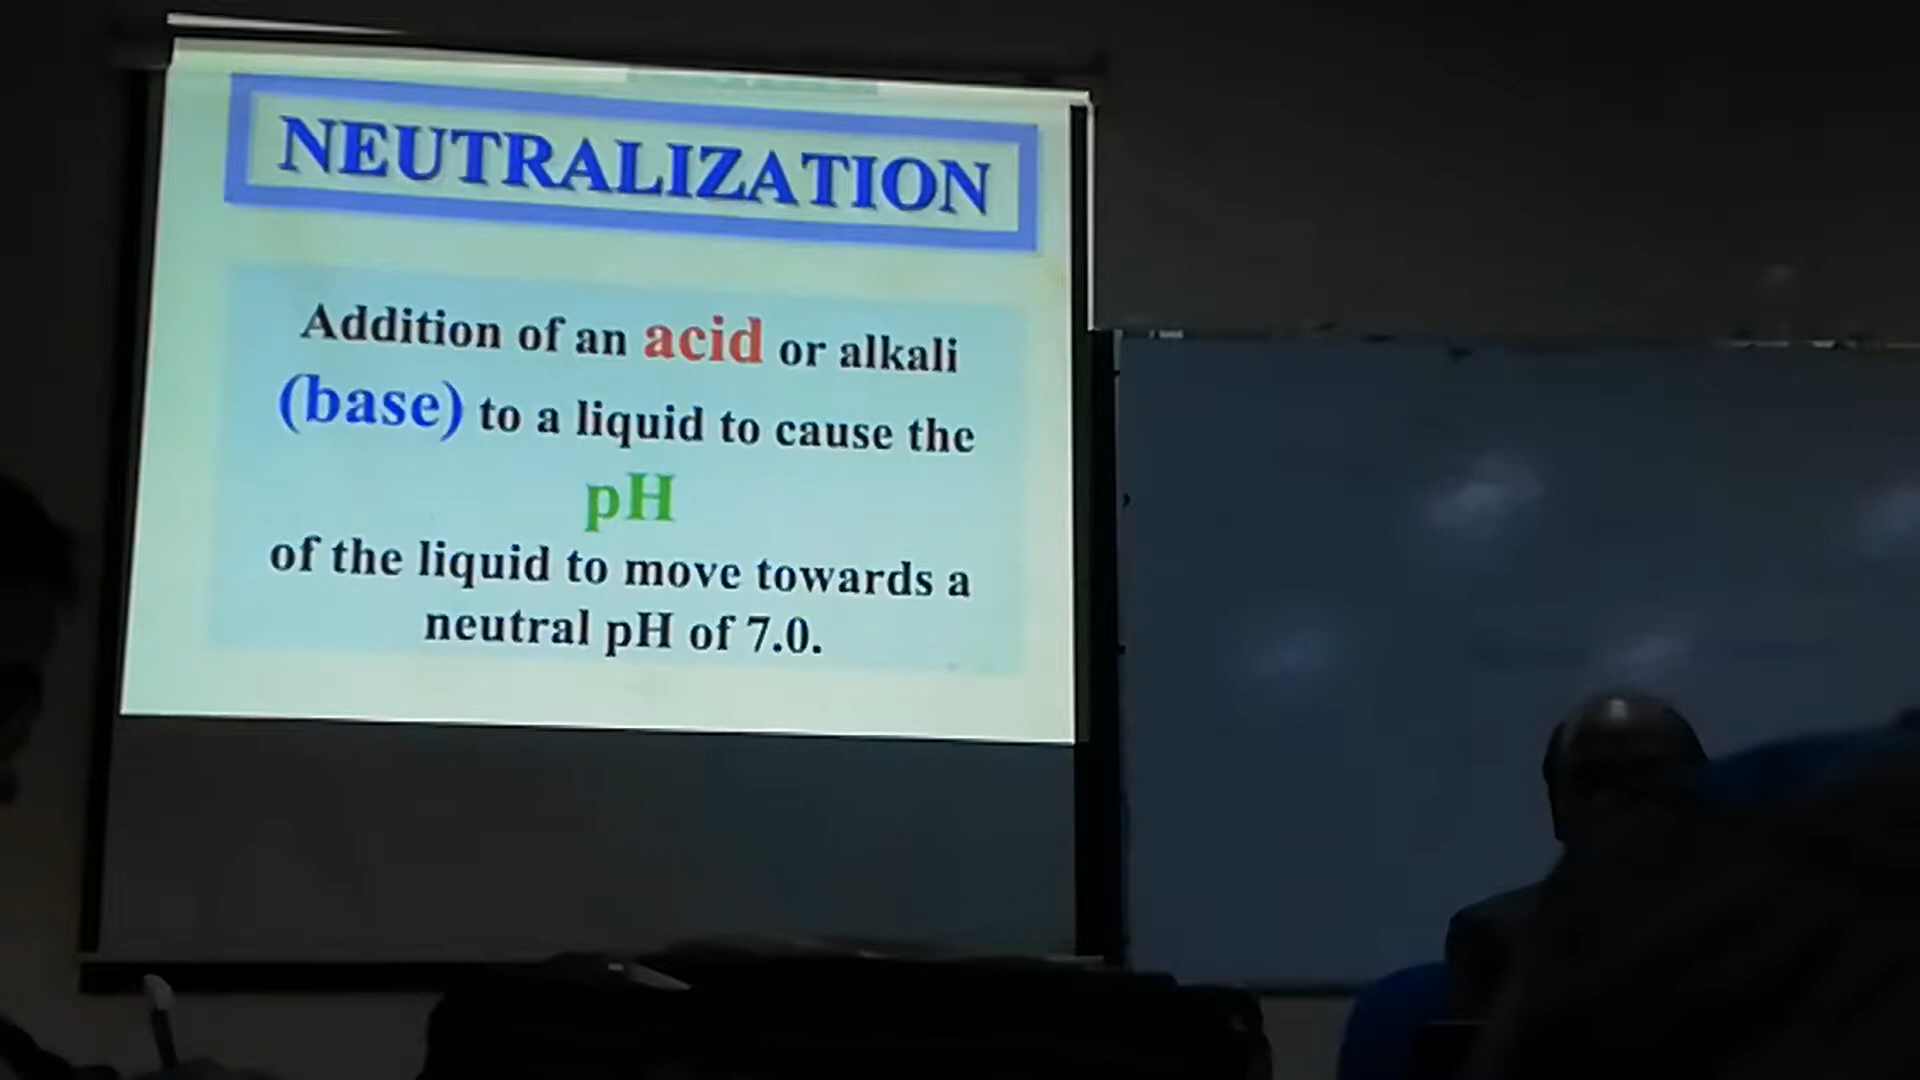 NEUTRALIZATION
Addition of an acid or alkali
(base) to a liquid to cause the
pH
of the liquid to move towards a
neutral pH of 7.0.